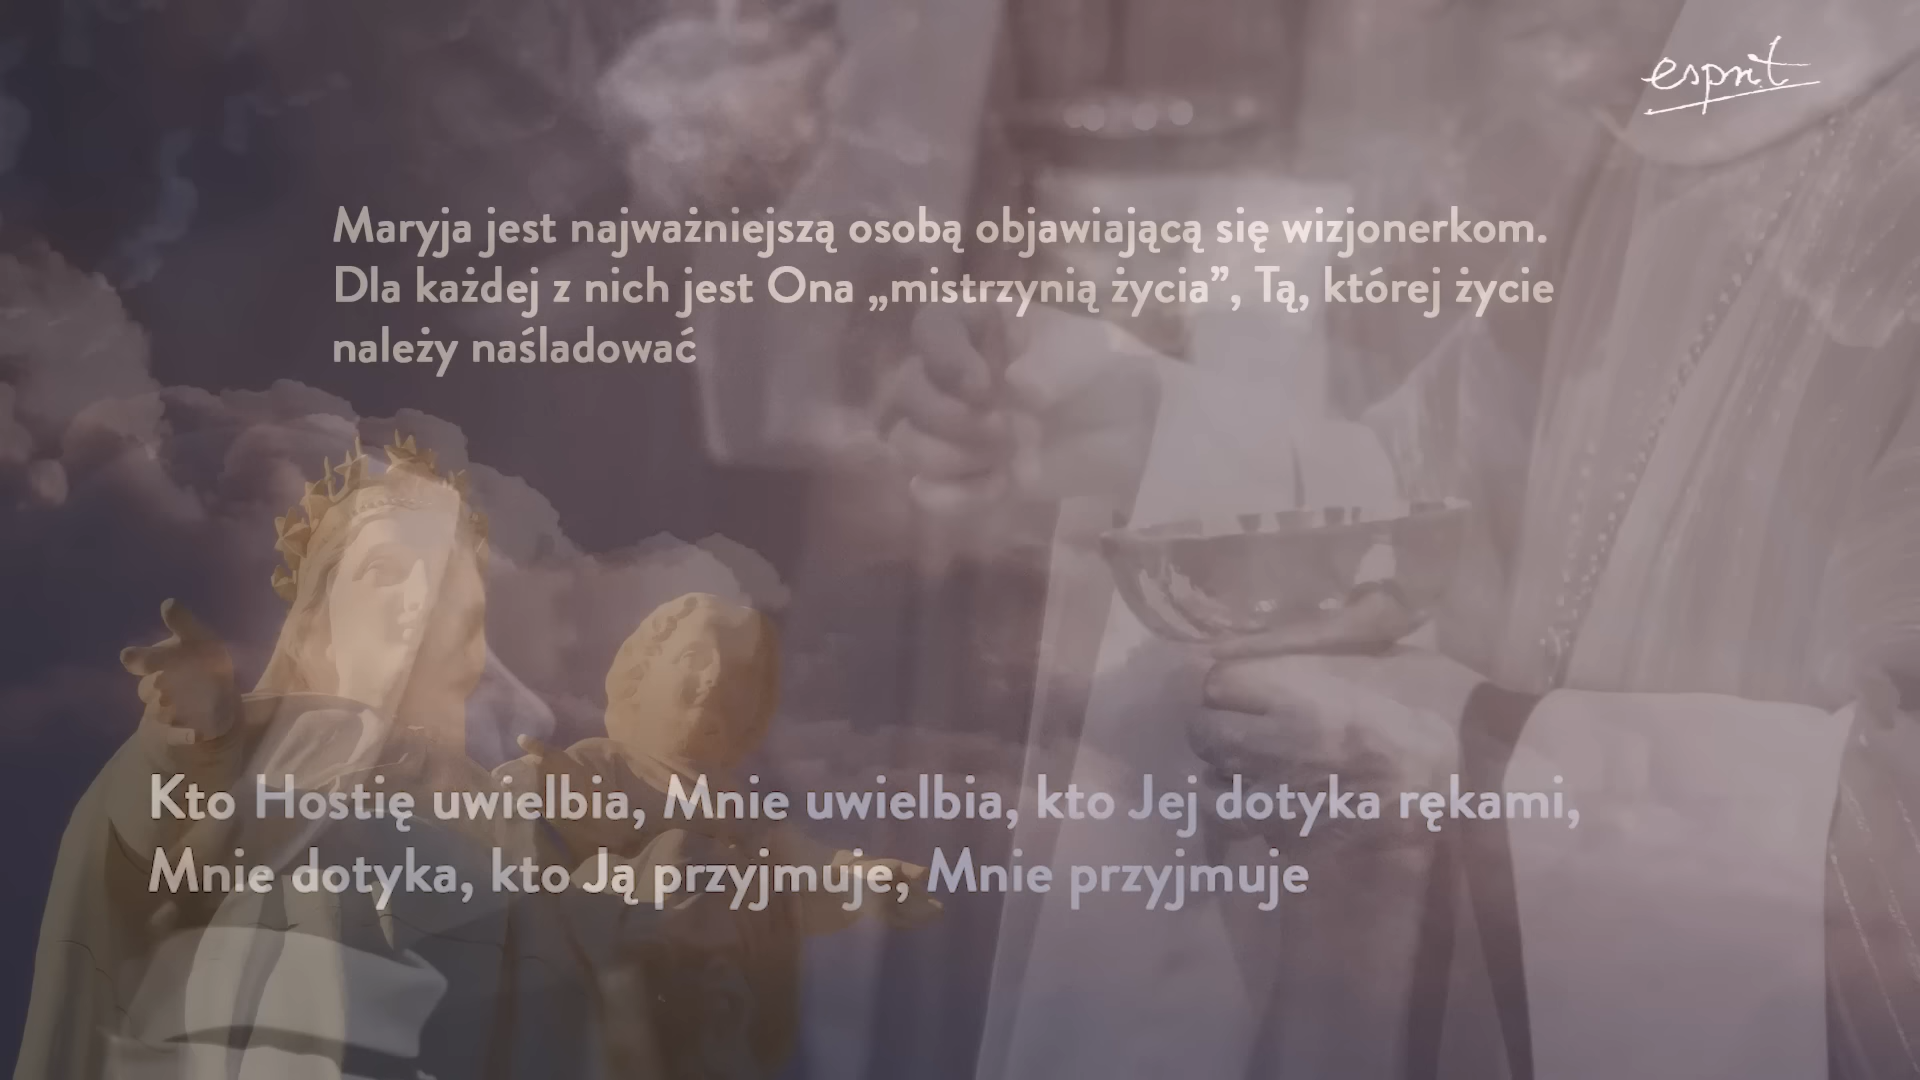 esprit
Maryja jest najważniejszą osobą objawiającą się wizjonerkom.
Dla każdej z nich jest Ona „mistrzynią życia”, Tą, której życie
należy naśladować
Kto Hostię uwielbia, Mnie uwielbia, kto Jej dotyka rękami,
Mnie dotyka, kto Ją przyjmuje, Mnie przyjmuje